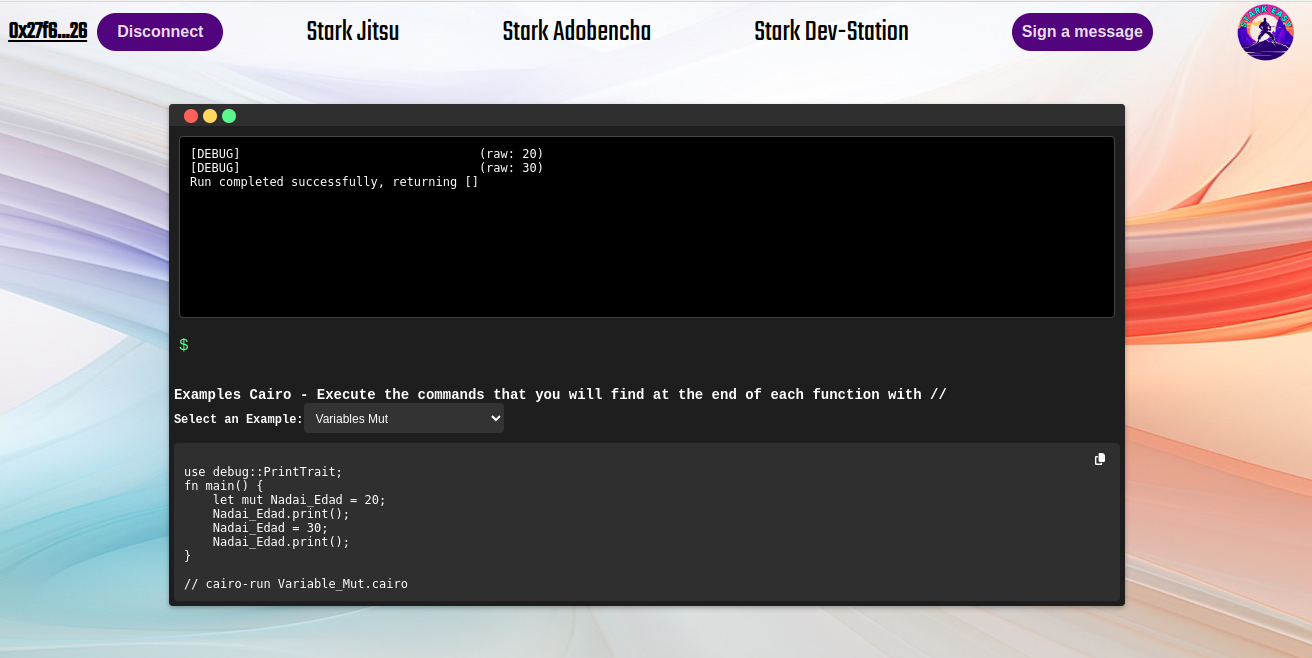 0x27f6...26 Disconnect Stark Jitsu Stark Adobencha Stark Dev-Station Sign a message STARK EASY
[DEBUG] (raw: 20)
[DEBUG] (raw: 30)
Run completed successfully, returning []
$
Examples Cairo - Execute the commands that you will find at the end of each function with //
Select an Example: Variables Mut
use debug::PrintTrait;
fn main() {
    let mut Nadai_Edad = 20;
    Nadai_Edad.print();
    Nadai_Edad = 30;
    Nadai_Edad.print();
}
// cairo-run Variable_Mut.cairo